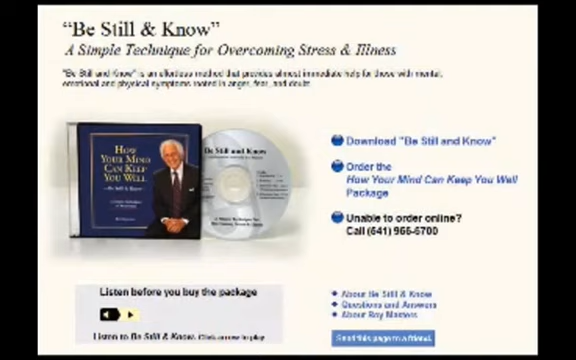 “Be Still & Know”
A Simple Technique for Overcoming Stress & Illness
"Be Still and Know" is an effortless method that provides almost immediate help for those with mental,
emotional and physical symptoms rooted in anger, fear, and doubt.
HOW
YOUR MIND
CAN KEEP
YOU WELL
Be Still & Know
Be Still and Know
Download "Be Still and Know"
Order the
How Your Mind Can Keep You Well
Package
Unable to order online?
Call (641) 966-6700
Listen before you buy the package
Listen to Be Still & Know. Click arrow to play
About Be Still & Know
Questions and Answers
About Roy Masters
Send this page to a friend.